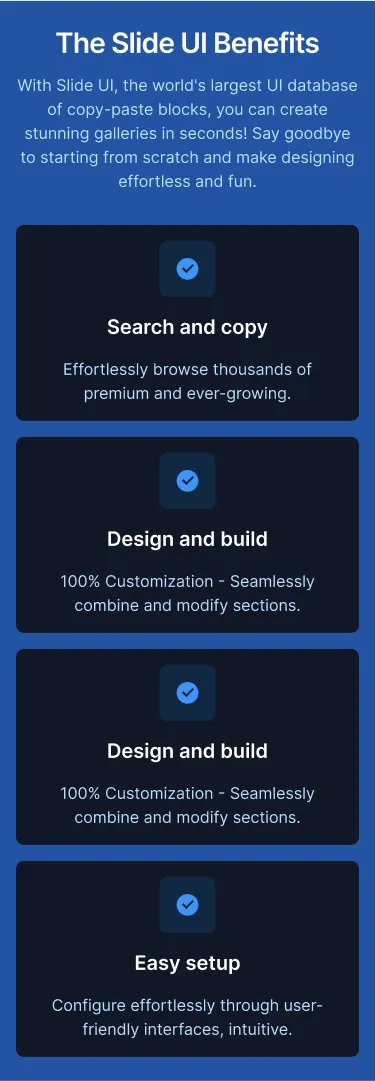 The Slide UI Benefits
With Slide UI, the world's largest UI database
of copy-paste blocks, you can create
stunning galleries in seconds! Say goodbye
to starting from scratch and make designing
effortless and fun.
Search and copy
Effortlessly browse thousands of
premium and ever-growing.
Design and build
100% Customization - Seamlessly
combine and modify sections.
Design and build
100% Customization - Seamlessly
combine and modify sections.
Easy setup
Configure effortlessly through user-
friendly interfaces, intuitive.